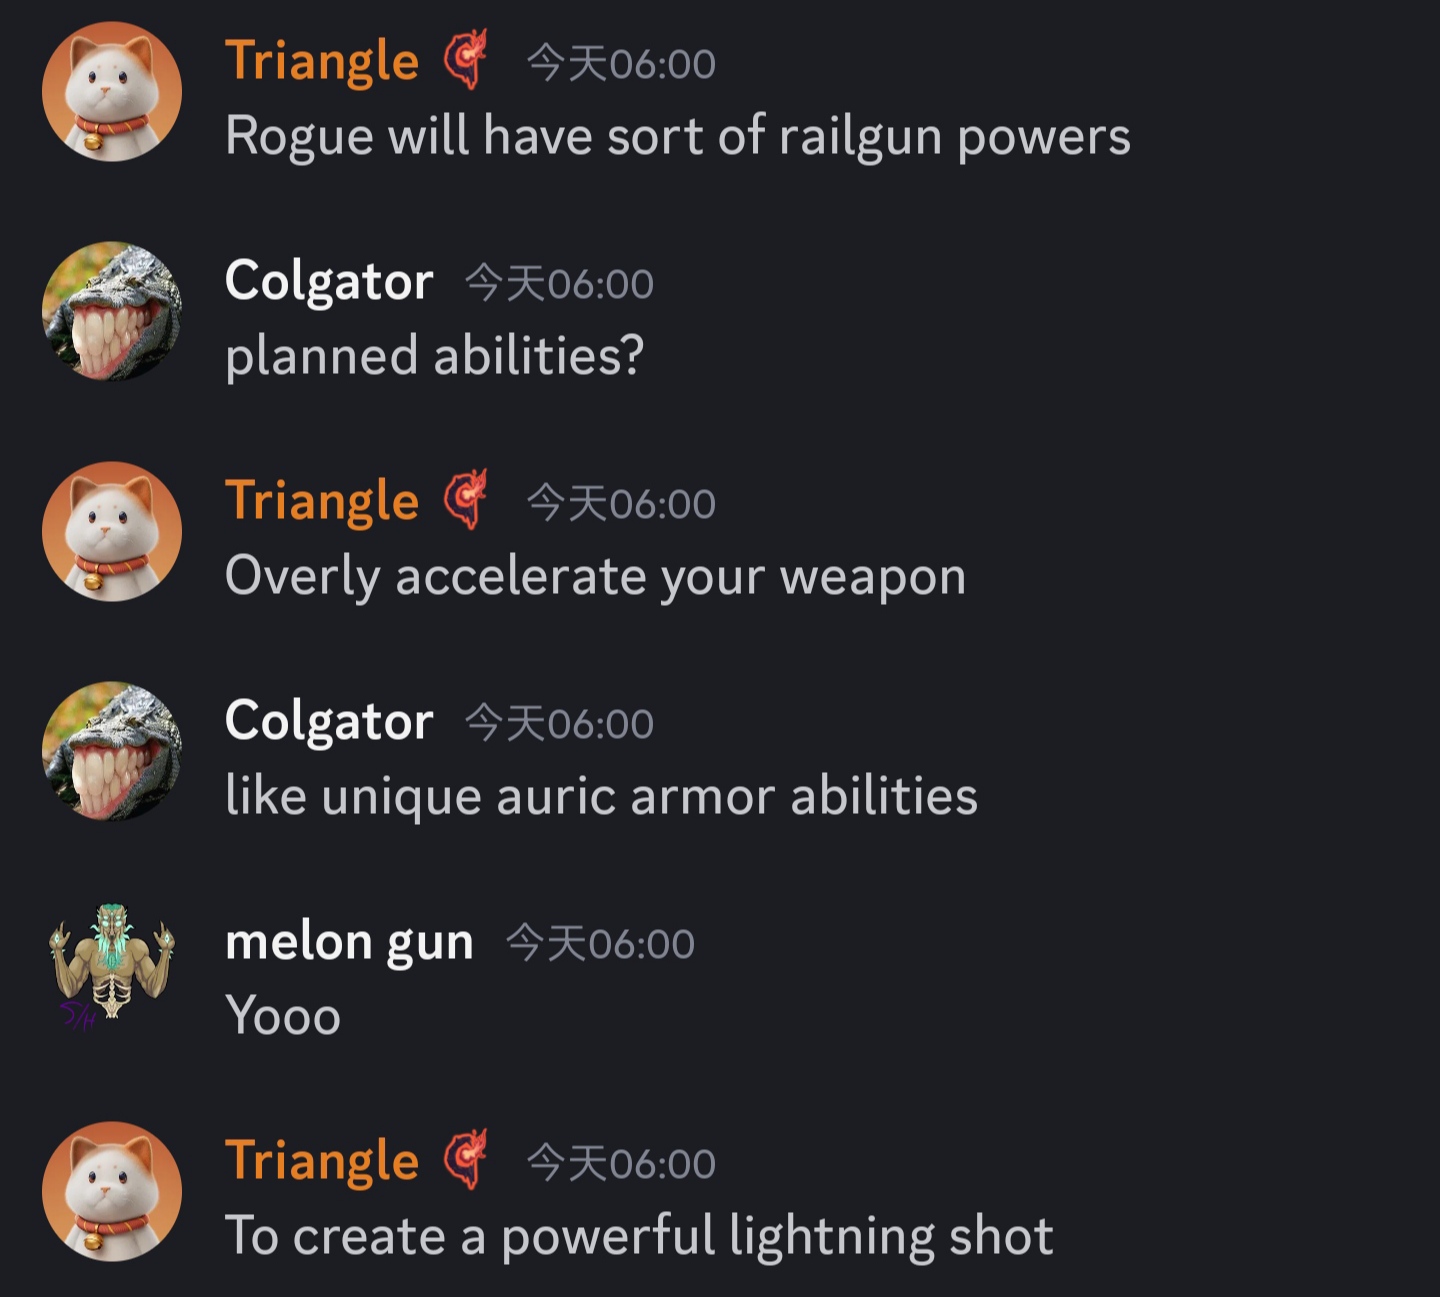 Triangle 今天06:00
Rogue will have sort of railgun powers
Colgator 今天06:00
planned abilities?
Triangle 今天06:00
Overly accelerate your weapon
Colgator 今天06:00
like unique auric armor abilities
melon gun 今天06:00
Yooo
S/H
Triangle 今天06:00
To create a powerful lightning shot